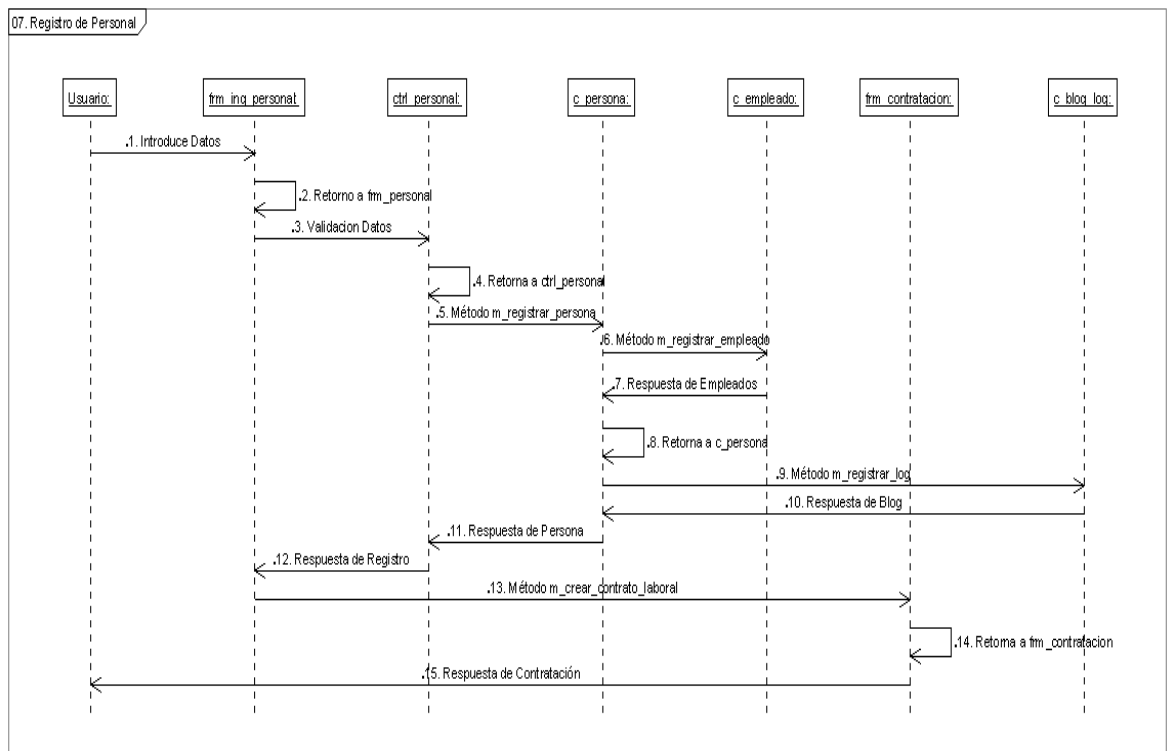 07. Registro de Personal
Usuario:
frm_ing_personal
ctrl_personal:
c_persona:
c_empleado:
frm_contratacion:
c_blog_log:
.1. Introduce Datos
.2. Retorno a frm_personal
.3. Validacion Datos
.4. Retorna a ctrl_personal
.5. Método m_registrar_persona
.6. Método m_registrar_empleado
.7. Respuesta de Empleados
.8. Retorna a c_persona
.9. Método m_registrar_log
.10. Respuesta de Blog
.11. Respuesta de Persona
.12. Respuesta de Registro
.13. Método m_crear_contrato_laboral
.14. Retorna a frm_contratacion
.15. Respuesta de Contratación